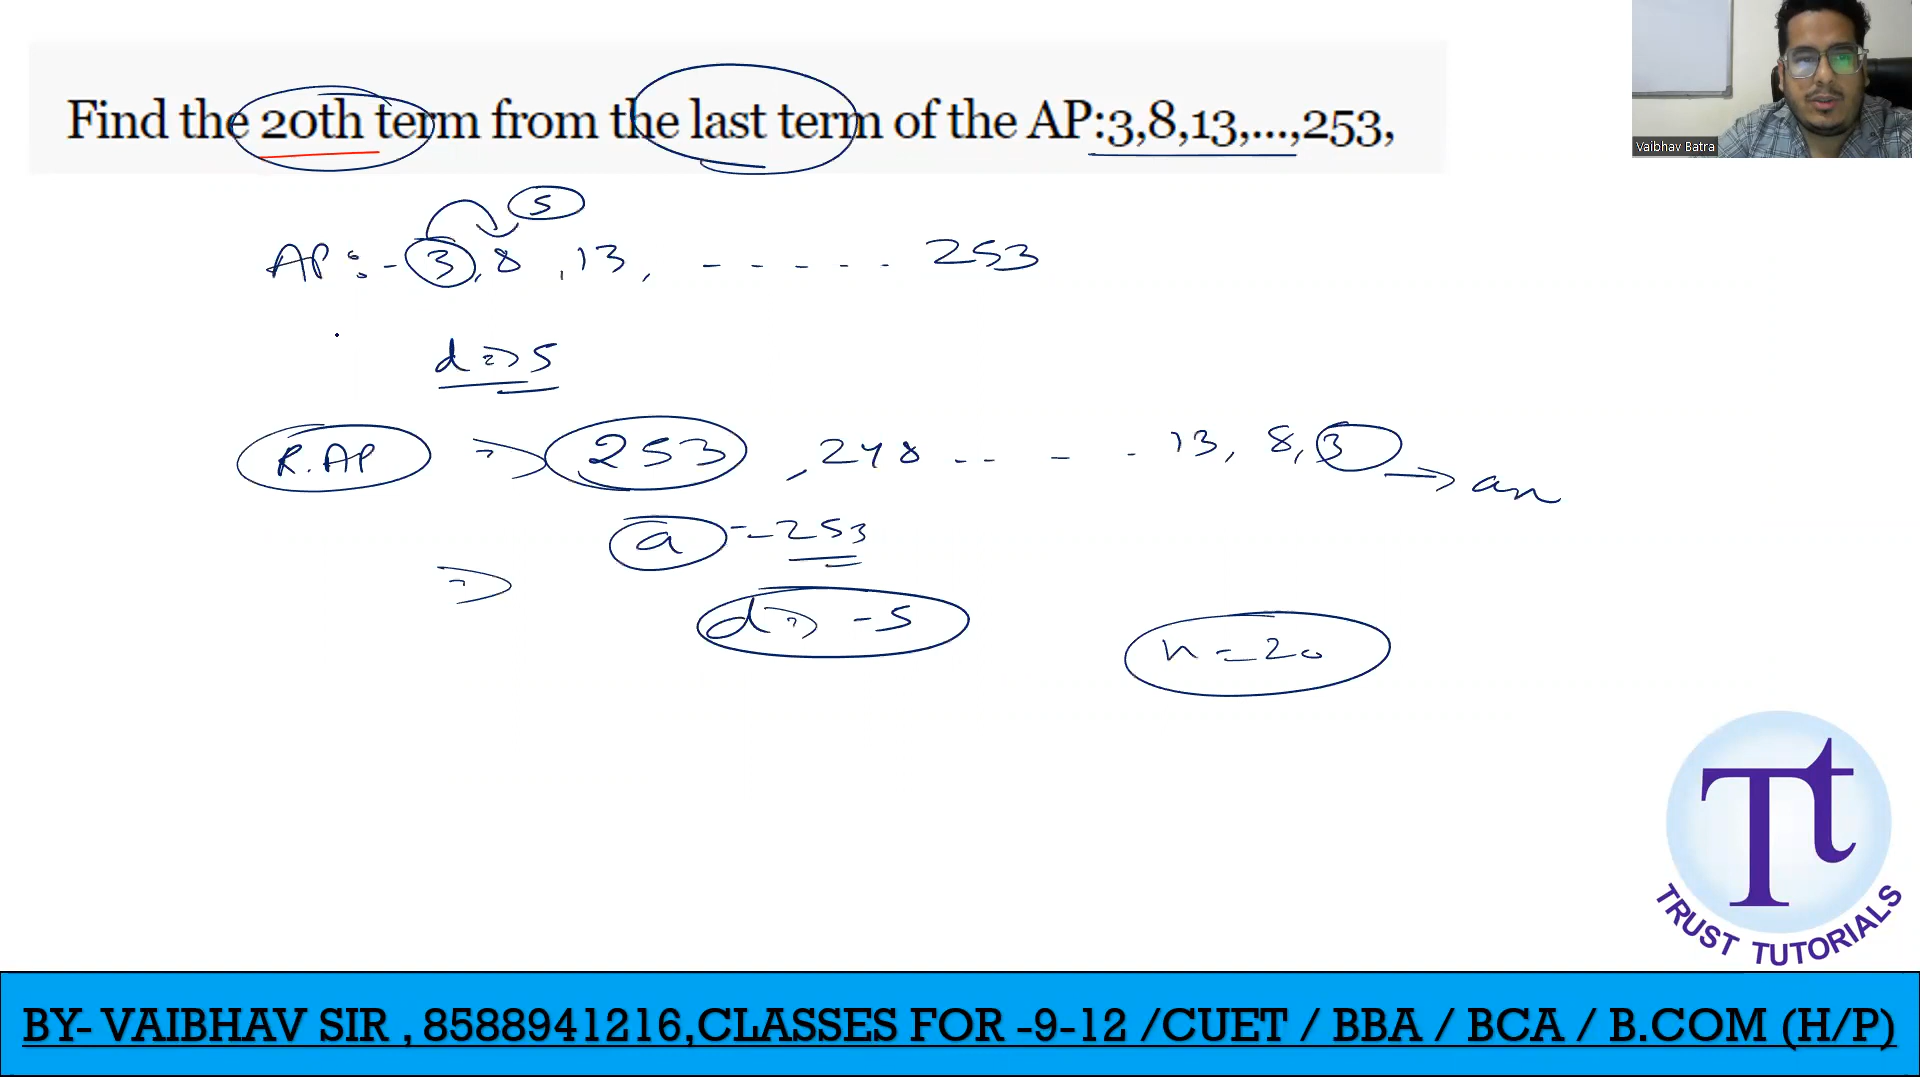 Find the 20th term from the last term of the AP:3,8,13,...,253,
Vaibhav Batra
5
AP :- 3, 8 , 13, - - - - - 253
d => 5
R.AP => 253 , 248 - - - - 13, 8, 3 -> an
a = 253
=>
d => -5
n = 20
Tt
TRUST TUTORIALS
BY- VAIBHAV SIR , 8588941216,CLASSES FOR -9-12 /CUET / BBA / BCA / B.COM (H/P)